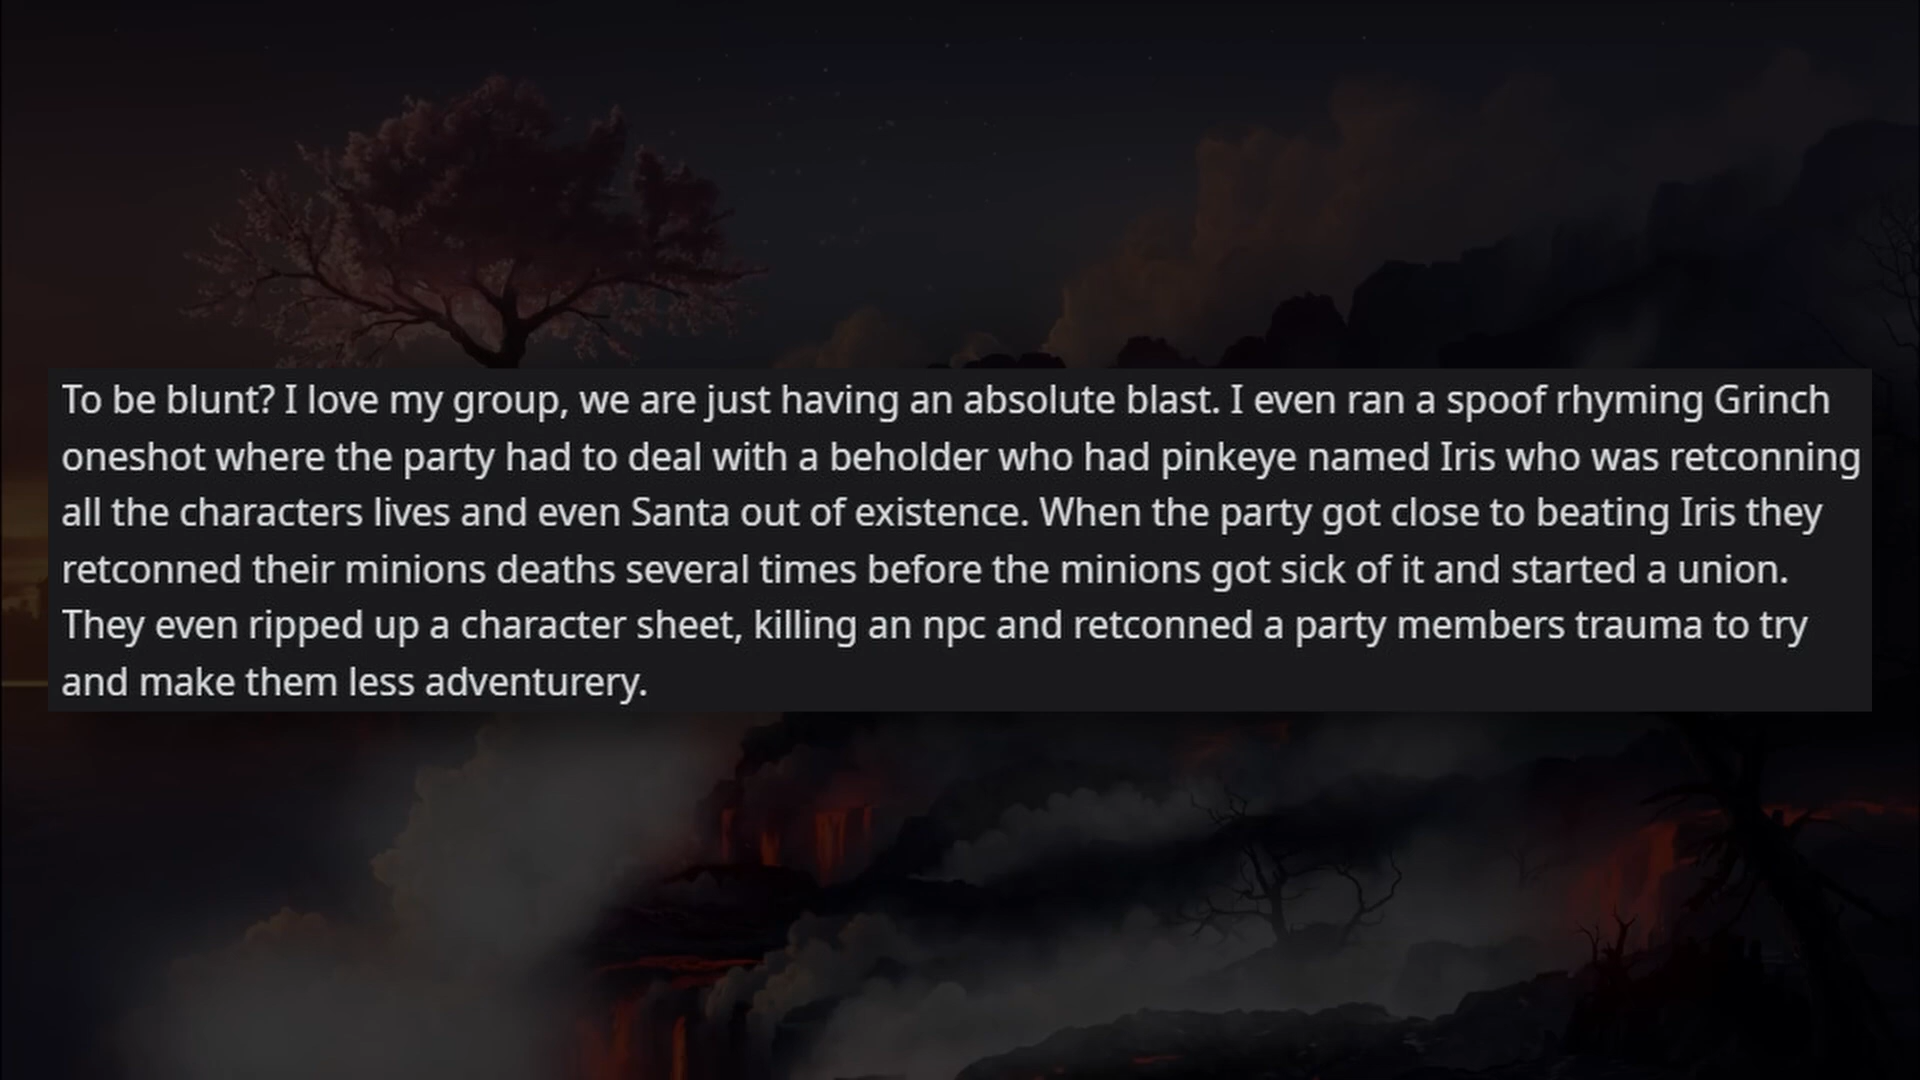 To be blunt? I love my group, we are just having an absolute blast. I even ran a spoof rhyming Grinch
oneshot where the party had to deal with a beholder who had pinkeye named Iris who was retconning
all the characters lives and even Santa out of existence. When the party got close to beating Iris they
retconned their minions deaths several times before the minions got sick of it and started a union.
They even ripped up a character sheet, killing an npc and retconned a party members trauma to try
and make them less adventurery.